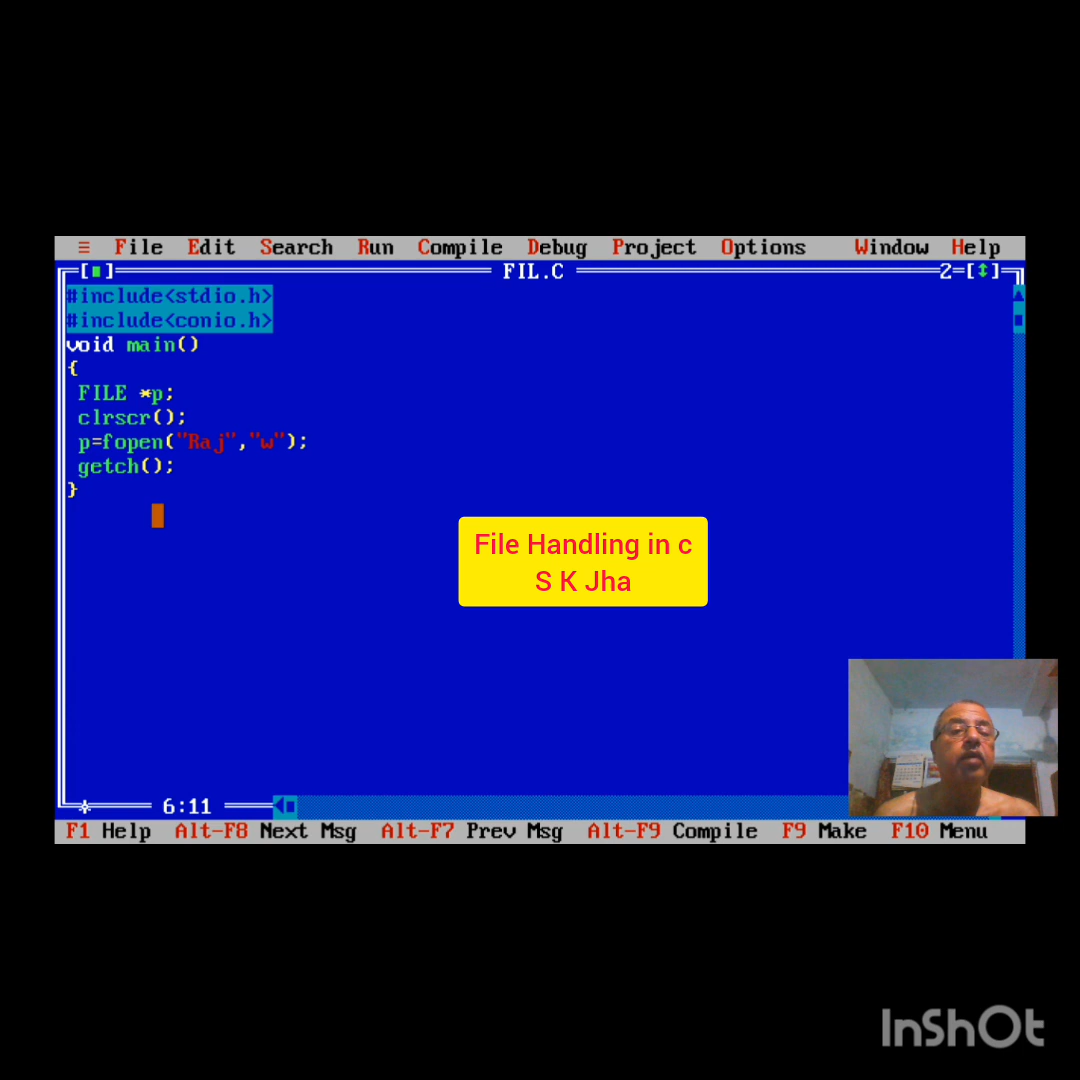 ≡ File Edit Search Run Compile Debug Project Options Window Help
[■] FIL.C 2=[↕]
#include<stdio.h>
#include<conio.h>
void main()
{
FILE *p;
clrscr();
p=fopen("Raj","w");
getch();
}
File Handling in c
S K Jha
6:11
F1 Help Alt-F8 Next Msg Alt-F7 Prev Msg Alt-F9 Compile F9 Make F10 Menu
InShOt